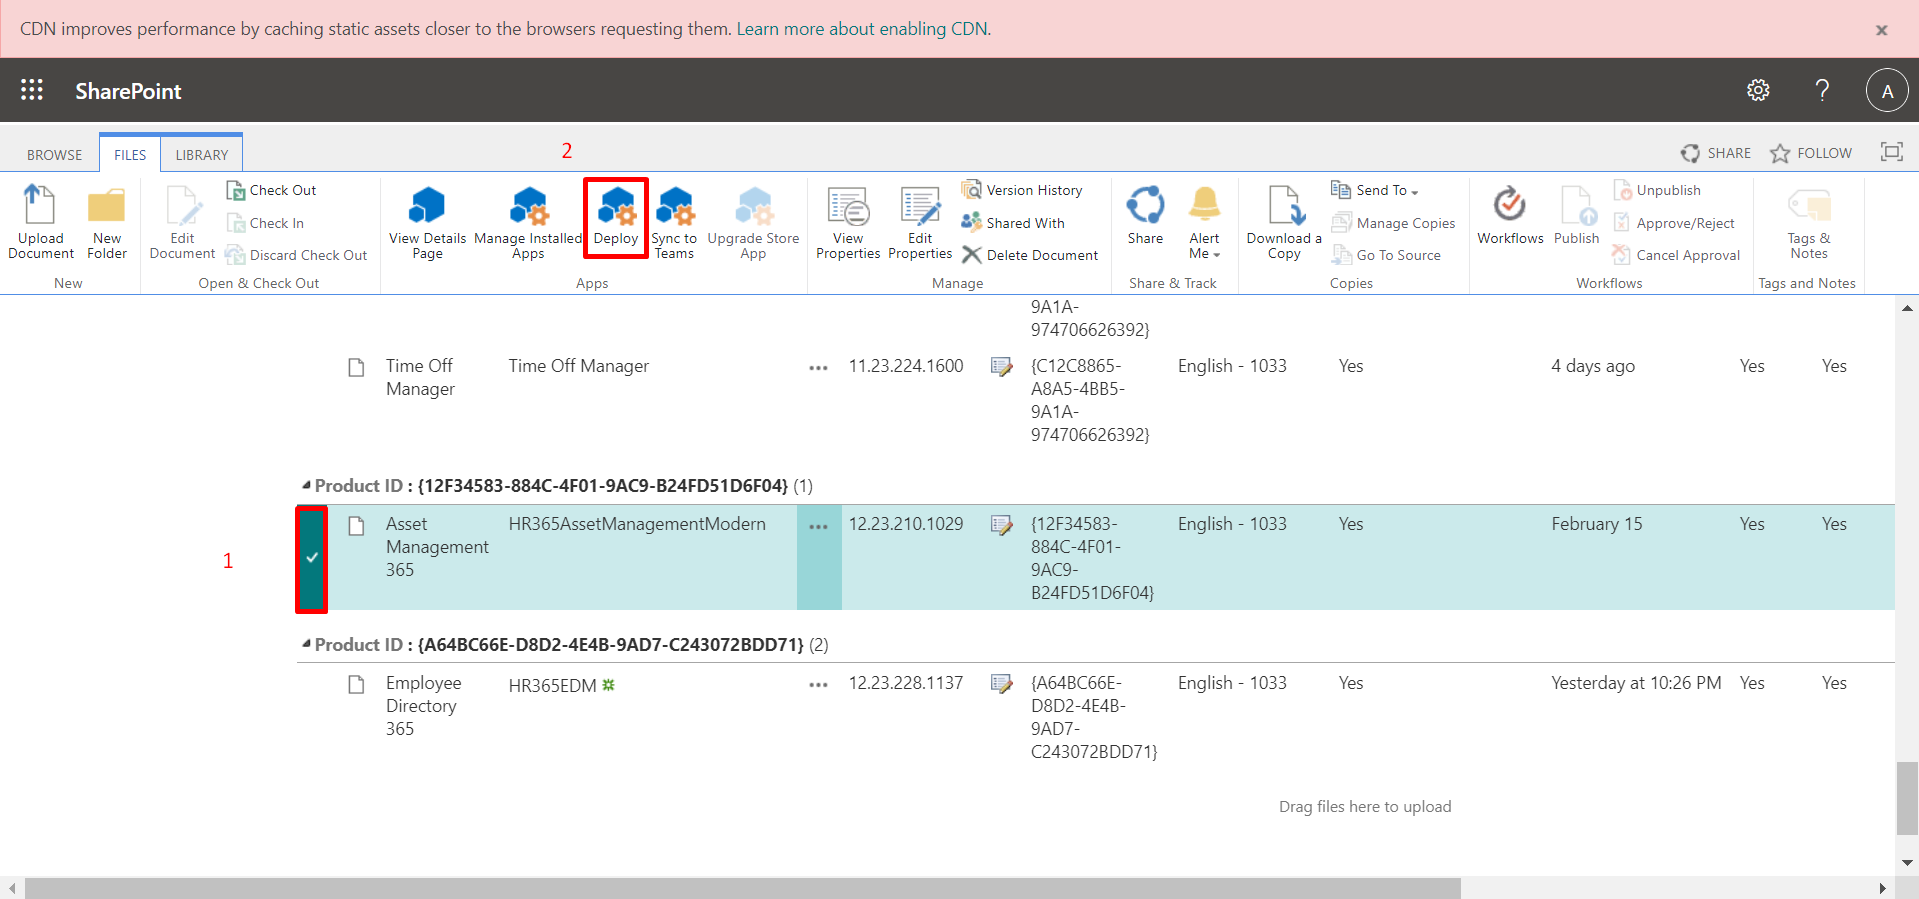 CDN improves performance by caching static assets closer to the browsers requesting them. Learn more about enabling CDN.
SharePoint
A
BROWSE
FILES
LIBRARY
2
SHARE
FOLLOW
Upload Document
New Folder
New
Edit Document
Check Out
Check In
Discard Check Out
Open & Check Out
View Details Page
Manage Installed Apps
Deploy
Sync to Teams
Upgrade Store App
Apps
View Properties
Edit Properties
Version History
Shared With
Delete Document
Manage
Share
Alert Me
Share & Track
Download a Copy
Send To
Manage Copies
Go To Source
Copies
Workflows
Publish
Unpublish
Approve/Reject
Cancel Approval
Workflows
Tags & Notes
Tags and Notes
9A1A-
974706626392}
Time Off Manager
Time Off Manager
11.23.224.1600
{C12C8865-
A8A5-4BB5-
9A1A-
974706626392}
English - 1033
Yes
4 days ago
Yes
Yes
Product ID : {12F34583-884C-4F01-9AC9-B24FD51D6F04} (1)
1
Asset Management 365
HR365AssetManagementModern
12.23.210.1029
{12F34583-
884C-4F01-
9AC9-
B24FD51D6F04}
English - 1033
Yes
February 15
Yes
Yes
Product ID : {A64BC66E-D8D2-4E4B-9AD7-C243072BDD71} (2)
Employee Directory 365
HR365EDM
12.23.228.1137
{A64BC66E-
D8D2-4E4B-
9AD7-
C243072BDD71}
English - 1033
Yes
Yesterday at 10:26 PM
Yes
Yes
Drag files here to upload